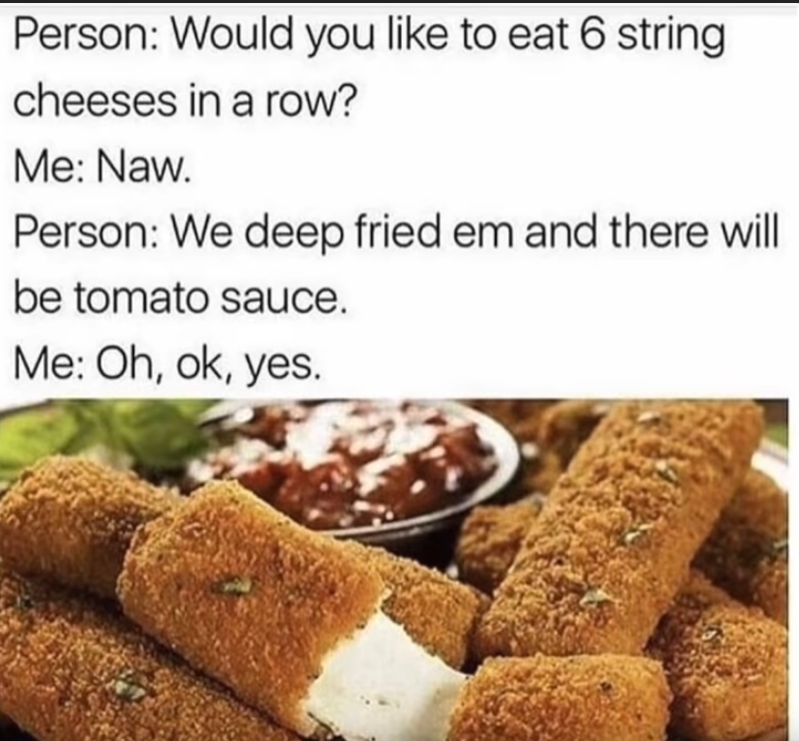 Person: Would you like to eat 6 string
cheeses in a row?
Me: Naw.
Person: We deep fried em and there will
be tomato sauce.
Me: Oh, ok, yes.